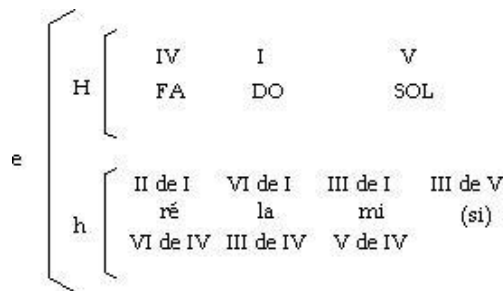 IV I V
H FA DO SOL
e
II de I VI de I III de I III de V
ré la mi (si)
h
VI de IV III de IV V de IV